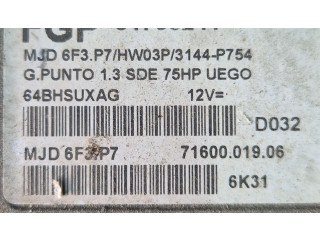 MJD 6F3.P7/HW03P/3144-P754
G.PUNTO 1.3 SDE 75HP UEGO
64BHSUXAG 12V=
D032
MJD 6F3.P7 71600.019.06
6K31